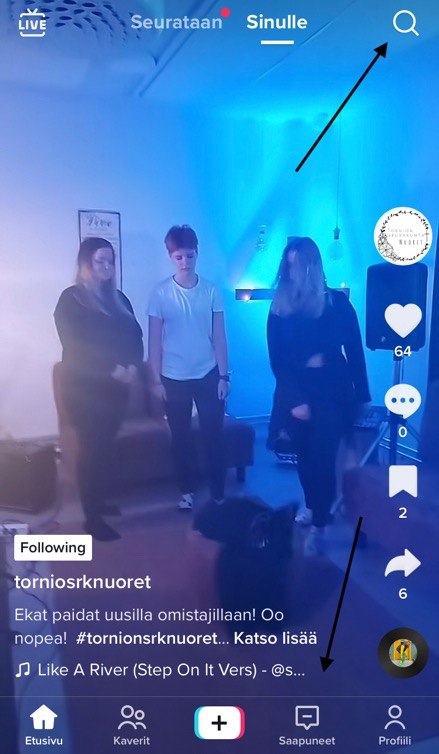 LIVE
Seurataan
Sinulle
64
0
2
6
Following
torniosrknuoret
Ekat paidat uusilla omistajillaan! Oo
nopea! #tornionsrknuoret... Katso lisää
Like A River (Step On It Vers) - @s...
Etusivu
Kaverit
Saapuneet
Profiili